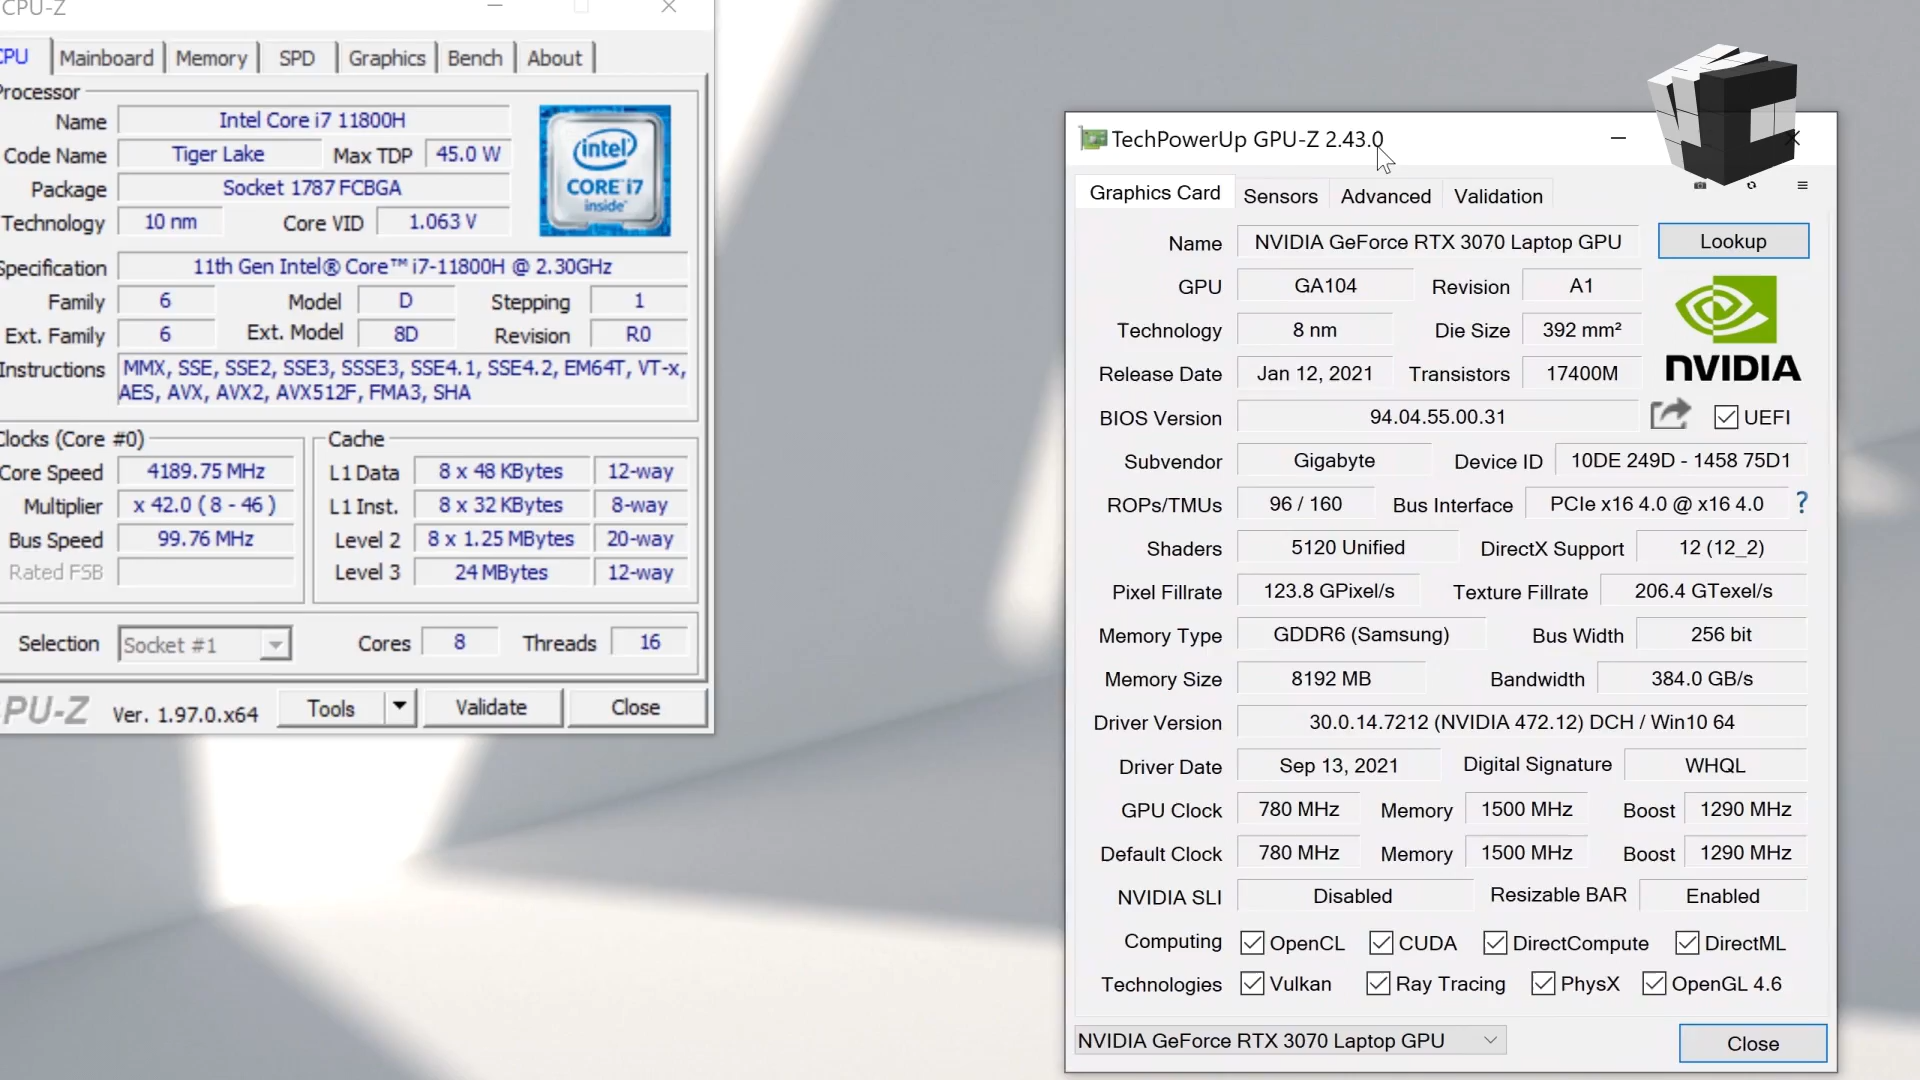 CPU-Z
CPU Mainboard Memory SPD Graphics Bench About
Processor
Name Intel Core i7 11800H
Code Name Tiger Lake Max TDP 45.0 W
Package Socket 1787 FCBGA
Technology 10 nm Core VID 1.063 V
intel
CORE i7
inside
Specification 11th Gen Intel® Core™ i7-11800H @ 2.30GHz
Family 6 Model D Stepping 1
Ext. Family 6 Ext. Model 8D Revision R0
Instructions MMX, SSE, SSE2, SSE3, SSSE3, SSE4.1, SSE4.2, EM64T, VT-x,
AES, AVX, AVX2, AVX512F, FMA3, SHA
Clocks (Core #0) Cache
Core Speed 4189.75 MHz L1 Data 8 x 48 KBytes 12-way
Multiplier x 42.0 ( 8 - 46 ) L1 Inst. 8 x 32 KBytes 8-way
Bus Speed 99.76 MHz Level 2 8 x 1.25 MBytes 20-way
Rated FSB Level 3 24 MBytes 12-way
Selection Socket #1 Cores 8 Threads 16
CPU-Z Ver. 1.97.0.x64 Tools Validate Close
TechPowerUp GPU-Z 2.43.0
Graphics Card Sensors Advanced Validation
Name NVIDIA GeForce RTX 3070 Laptop GPU Lookup
GPU GA104 Revision A1
Technology 8 nm Die Size 392 mm²
Release Date Jan 12, 2021 Transistors 17400M
NVIDIA
BIOS Version 94.04.55.00.31 UEFI
Subvendor Gigabyte Device ID 10DE 249D - 1458 75D1
ROPs/TMUs 96 / 160 Bus Interface PCIe x16 4.0 @ x16 4.0 ?
Shaders 5120 Unified DirectX Support 12 (12_2)
Pixel Fillrate 123.8 GPixel/s Texture Fillrate 206.4 GTexel/s
Memory Type GDDR6 (Samsung) Bus Width 256 bit
Memory Size 8192 MB Bandwidth 384.0 GB/s
Driver Version 30.0.14.7212 (NVIDIA 472.12) DCH / Win10 64
Driver Date Sep 13, 2021 Digital Signature WHQL
GPU Clock 780 MHz Memory 1500 MHz Boost 1290 MHz
Default Clock 780 MHz Memory 1500 MHz Boost 1290 MHz
NVIDIA SLI Disabled Resizable BAR Enabled
Computing OpenCL CUDA DirectCompute DirectML
Technologies Vulkan Ray Tracing PhysX OpenGL 4.6
NVIDIA GeForce RTX 3070 Laptop GPU Close